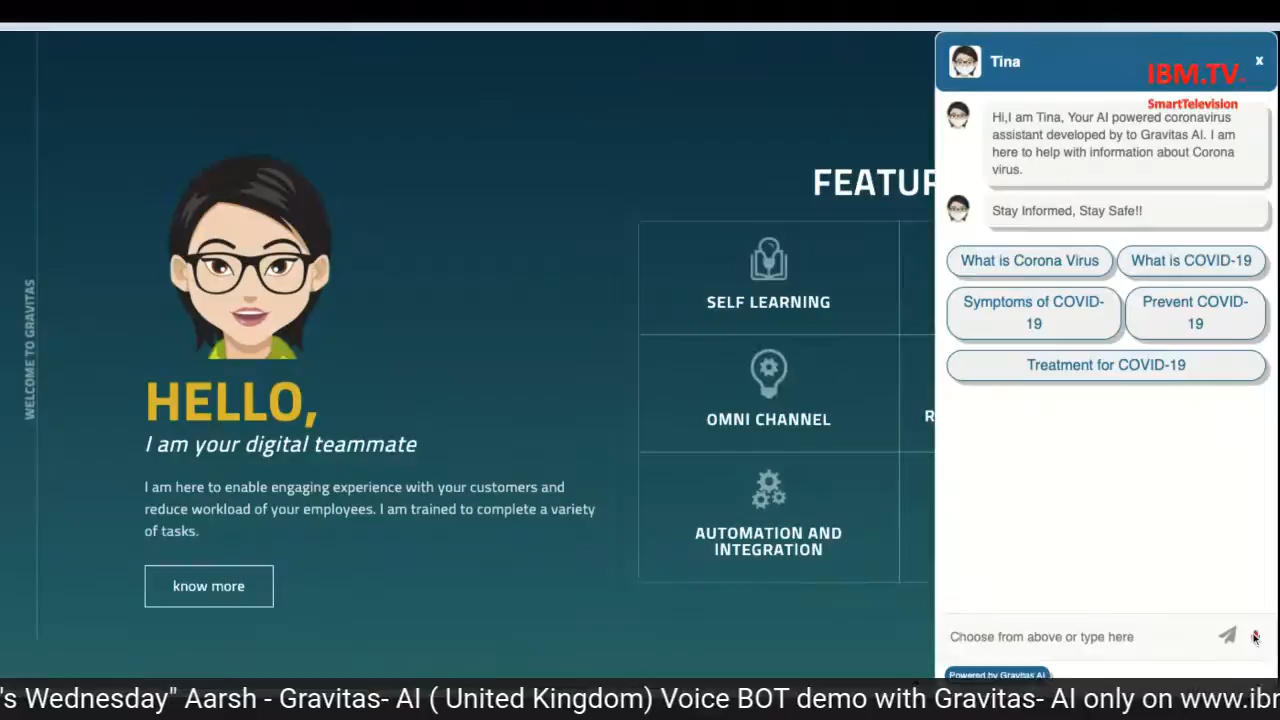 Tina
x
IBM.TV
SmartTelevision
Hi,I am Tina, Your AI powered coronavirus
assistant developed by to Gravitas AI. I am
here to help with information about Corona
virus.
Stay Informed, Stay Safe!!
What is Corona Virus
What is COVID-19
Symptoms of COVID-
19
Prevent COVID-
19
Treatment for COVID-19
Choose from above or type here
Powered by Gravitas AI
WELCOME TO GRAVITAS
HELLO,
I am your digital teammate
I am here to enable engaging experience with your customers and
reduce workload of your employees. I am trained to complete a variety
of tasks.
know more
FEATUR
SELF LEARNING
OMNI CHANNEL
R
AUTOMATION AND
INTEGRATION
's Wednesday" Aarsh - Gravitas- AI ( United Kingdom) Voice BOT demo with Gravitas- AI only on www.ib